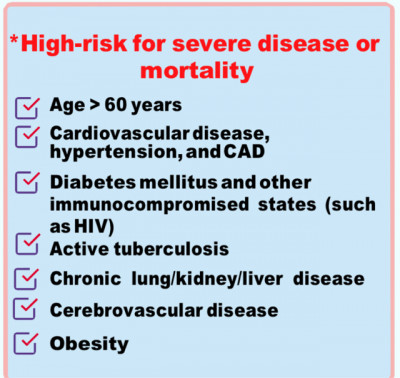 *High-risk for severe disease or
mortality
Age > 60 years
Cardiovascular disease,
hypertension, and CAD
Diabetes mellitus and other
immunocompromised states (such
as HIV)
Active tuberculosis
Chronic lung/kidney/liver disease
Cerebrovascular disease
Obesity